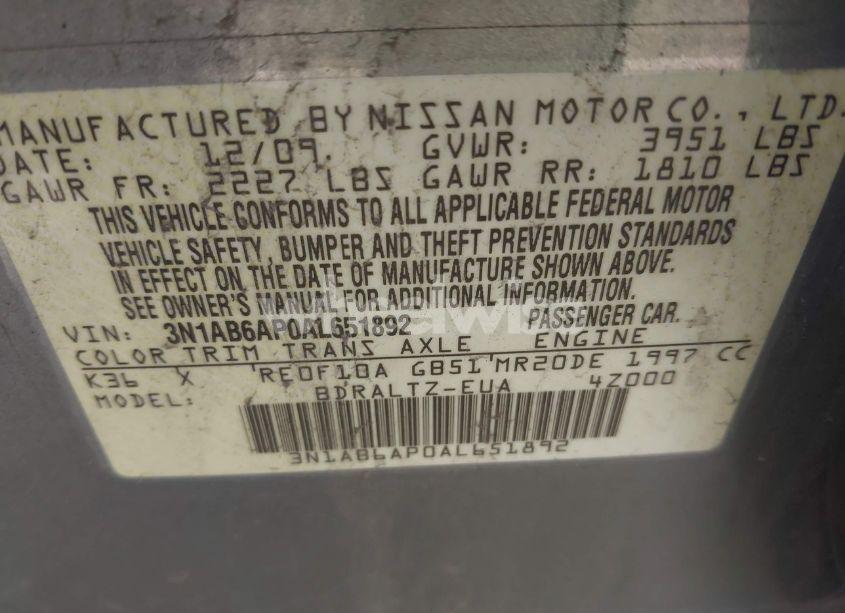 MANUFACTURED BY NISSAN MOTOR CO., LTD.
DATE: 12/09. GVWR: 3951 LBS
GAWR FR: 2227 LBS GAWR RR: 1810 LBS
THIS VEHICLE CONFORMS TO ALL APPLICABLE FEDERAL MOTOR
VEHICLE SAFETY, BUMPER AND THEFT PREVENTION STANDARDS
IN EFFECT ON THE DATE OF MANUFACTURE SHOWN ABOVE.
SEE OWNER'S MANUAL FOR ADDITIONAL INFORMATION.
VIN: 3N1AB6AP0AL651892 PASSENGER CAR.
COLOR TRIM TRANS AXLE ENGINE
K36 X RE0F10A GB51 MR20DE 1997 CC
MODEL: BDRALTZ-EUA 4Z000
3N1AB6AP0AL651892